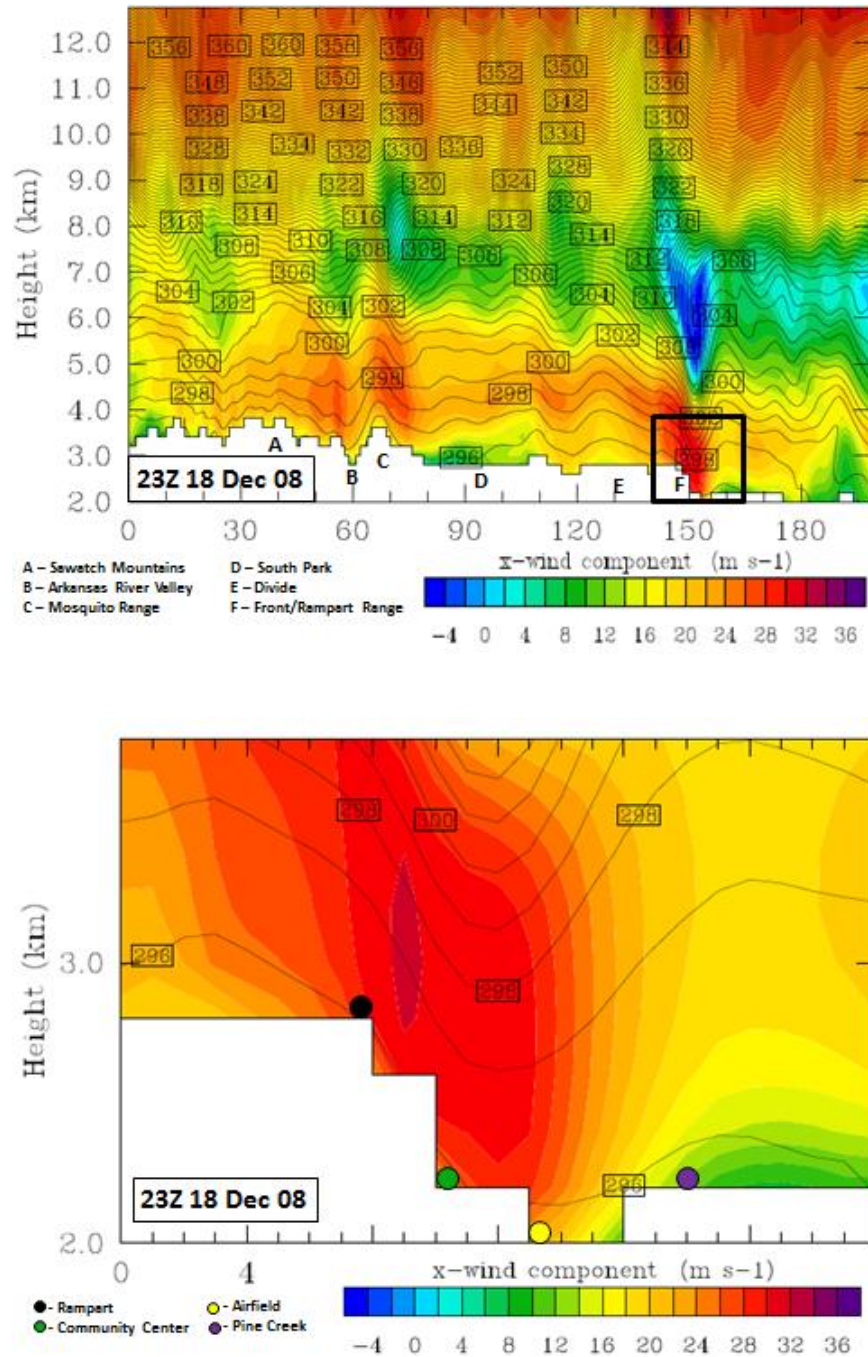 12.0 356 360 360 358 356 344
11.0 348 352 350 346 352 350 336
10.0 338 342 342 338 344 342 330
328 334 332 330 336 334 326
9.0 318 324 322 320 324 328 322
8.0 316 314 316 314 312 320 318
308 310 308 308 308 314 312 306
7.0 304 306 306
6.0 302 304 302 304 310 304
5.0 300 300 300 302
4.0 298 298 298 300
3.0 296 298
2.0
Height (km)
A
B
C
D
E
F
23Z 18 Dec 08
0 30 60 90 120 150 180
A – Sawatch Mountains D – South Park
B – Arkansas River Valley E – Divide
C – Mosquito Range F – Front/Rampart Range
x-wind component (m s-1)
-4 0 4 8 12 16 20 24 28 32 36
298 300 298
Height (km)
3.0
296
298
296
23Z 18 Dec 08
2.0
0 4
x-wind component (m s-1)
- Rampart - Airfield
- Community Center - Pine Creek
-4 0 4 8 12 16 20 24 28 32 36